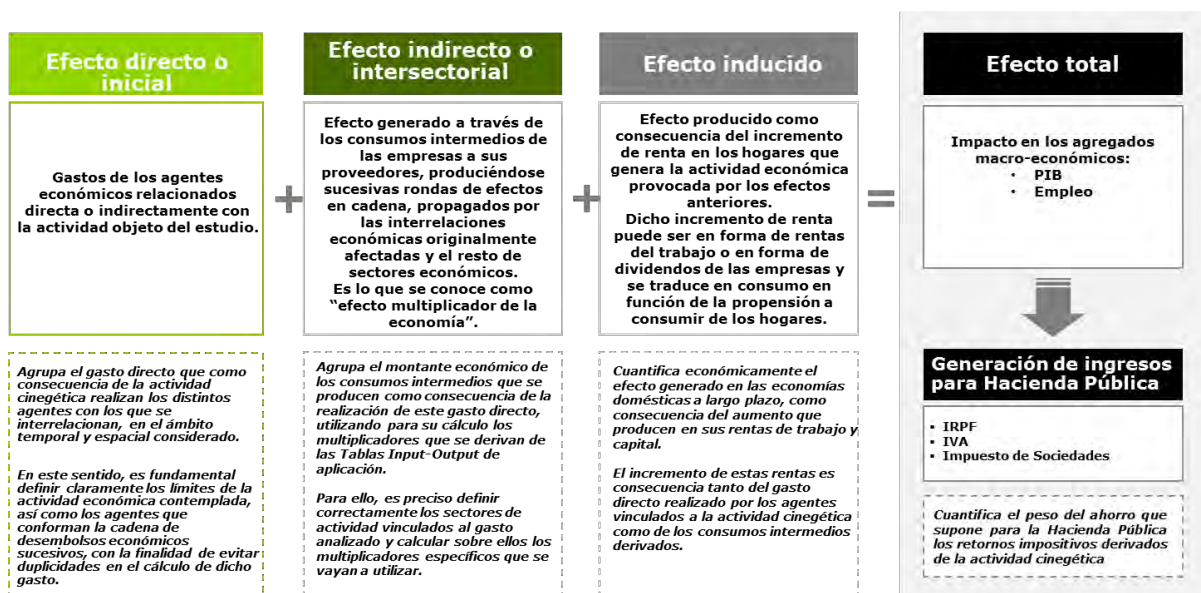 Efecto directo o
inicial
Gastos de los agentes
económicos relacionados
directa o indirectamente con
la actividad objeto del estudio.
Agrupa el gasto directo que como
consecuencia de la actividad
cinegética realizan los distintos
agentes con los que se
interrelacionan, en el ámbito
temporal y espacial considerado.
En este sentido, es fundamental
definir claramente los límites de la
actividad económica contemplada,
así como los agentes que
conforman la cadena de
desembolsos económicos
sucesivos, con la finalidad de evitar
duplicidades en el cálculo de dicho
gasto.
+
Efecto indirecto o
intersectorial
Efecto generado a través de
los consumos intermedios de
las empresas a sus
proveedores, produciéndose
sucesivas rondas de efectos
en cadena, propagados por
las interrelaciones
económicas originalmente
afectadas y el resto de
sectores económicos.
Es lo que se conoce como
“efecto multiplicador de la
economía”.
Agrupa el montante económico de
los consumos intermedios que se
producen como consecuencia de la
realización de este gasto directo,
utilizando para su cálculo los
multiplicadores que se derivan de
las Tablas Input-Output de
aplicación.
Para ello, es preciso definir
correctamente los sectores de
actividad vinculados al gasto
analizado y calcular sobre ellos los
multiplicadores específicos que se
vayan a utilizar.
+
Efecto inducido
Efecto producido como
consecuencia del incremento
de renta en los hogares que
genera la actividad económica
provocada por los efectos
anteriores.
Dicho incremento de renta
puede ser en forma de rentas
del trabajo o en forma de
dividendos de las empresas y
se traduce en consumo en
función de la propensión a
consumir de los hogares.
Cuantifica económicamente el
efecto generado en las economías
domésticas a largo plazo, como
consecuencia del aumento que
producen en sus rentas de trabajo y
capital.
El incremento de estas rentas es
consecuencia tanto del gasto
directo realizado por los agentes
vinculados a la actividad cinegética
como de los consumos intermedios
derivados.
=
Efecto total
Impacto en los agregados
macro-económicos:
• PIB
• Empleo
Generación de ingresos
para Hacienda Pública
▪ IRPF
▪ IVA
▪ Impuesto de Sociedades
Cuantifica el peso del ahorro que
supone para la Hacienda Pública
los retornos impositivos derivados
de la actividad cinegética